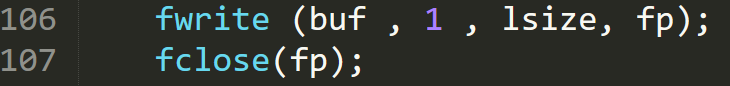 106 fwrite (buf , 1 , lsize, fp);
107 fclose(fp);